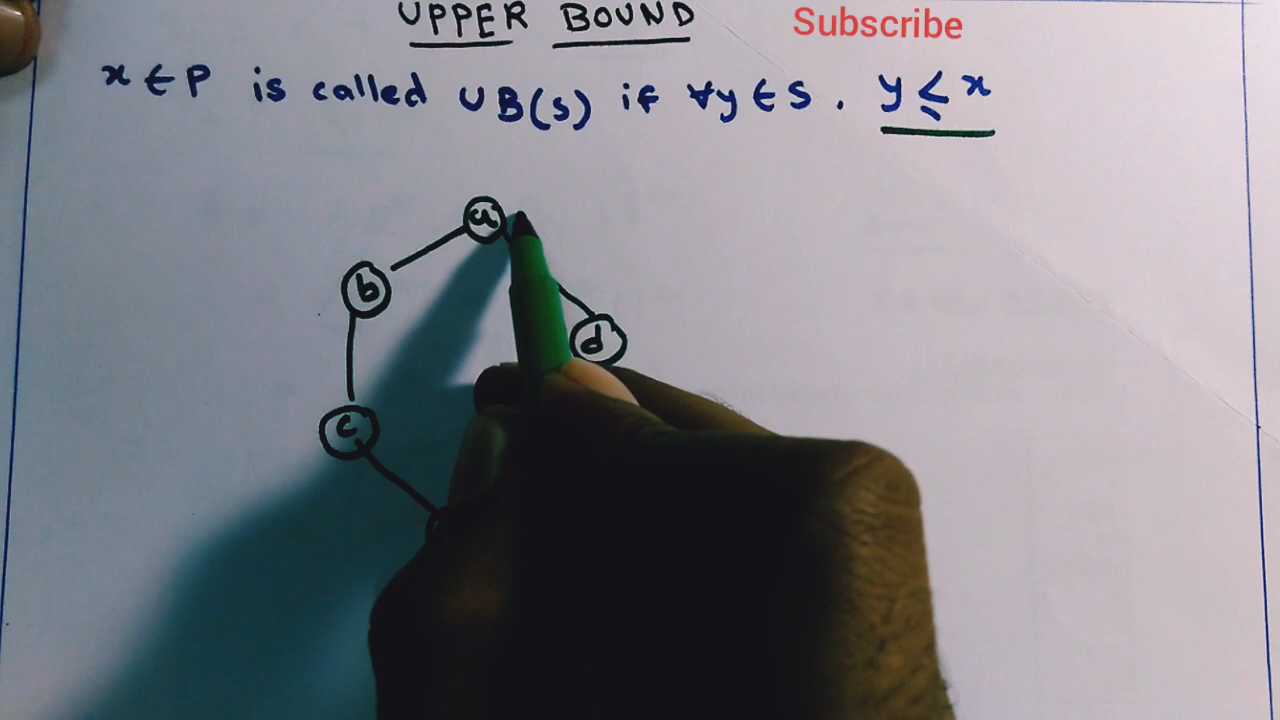 UPPER BOUND
Subscribe
x ∈ P is called UB(S) if ∀y ∈ S . y ≤ x
a
b
d
c